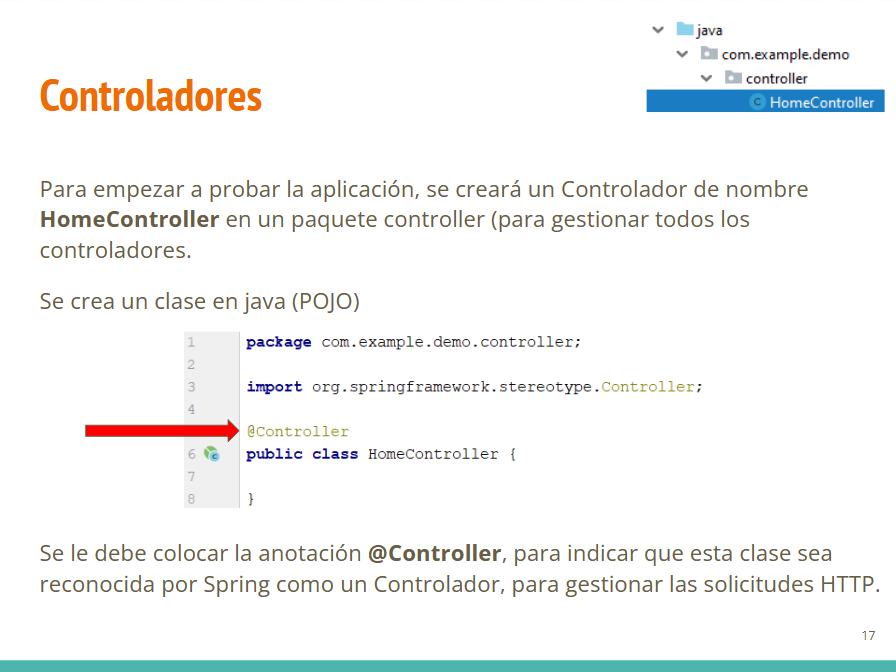 java
com.example.demo
controller
HomeController
Controladores
Para empezar a probar la aplicación, se creará un Controlador de nombre
HomeController en un paquete controller (para gestionar todos los
controladores.
Se crea un clase en java (POJO)
1 package com.example.demo.controller;
2
3 import org.springframework.stereotype.Controller;
4
@Controller
6 public class HomeController {
7
8 }
Se le debe colocar la anotación @Controller, para indicar que esta clase sea
reconocida por Spring como un Controlador, para gestionar las solicitudes HTTP.
17